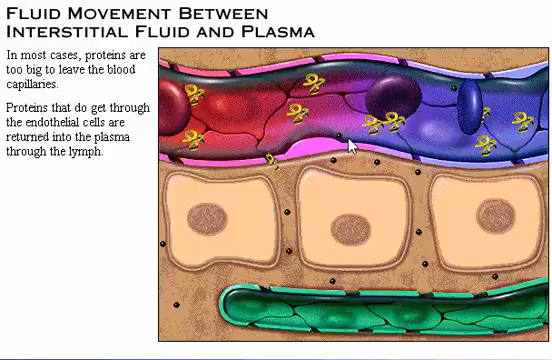 FLUID MOVEMENT BETWEEN
INTERSTITIAL FLUID AND PLASMA
In most cases, proteins are
too big to leave the blood
capillaries.
Proteins that do get through
the endothelial cells are
returned into the plasma
through the lymph.